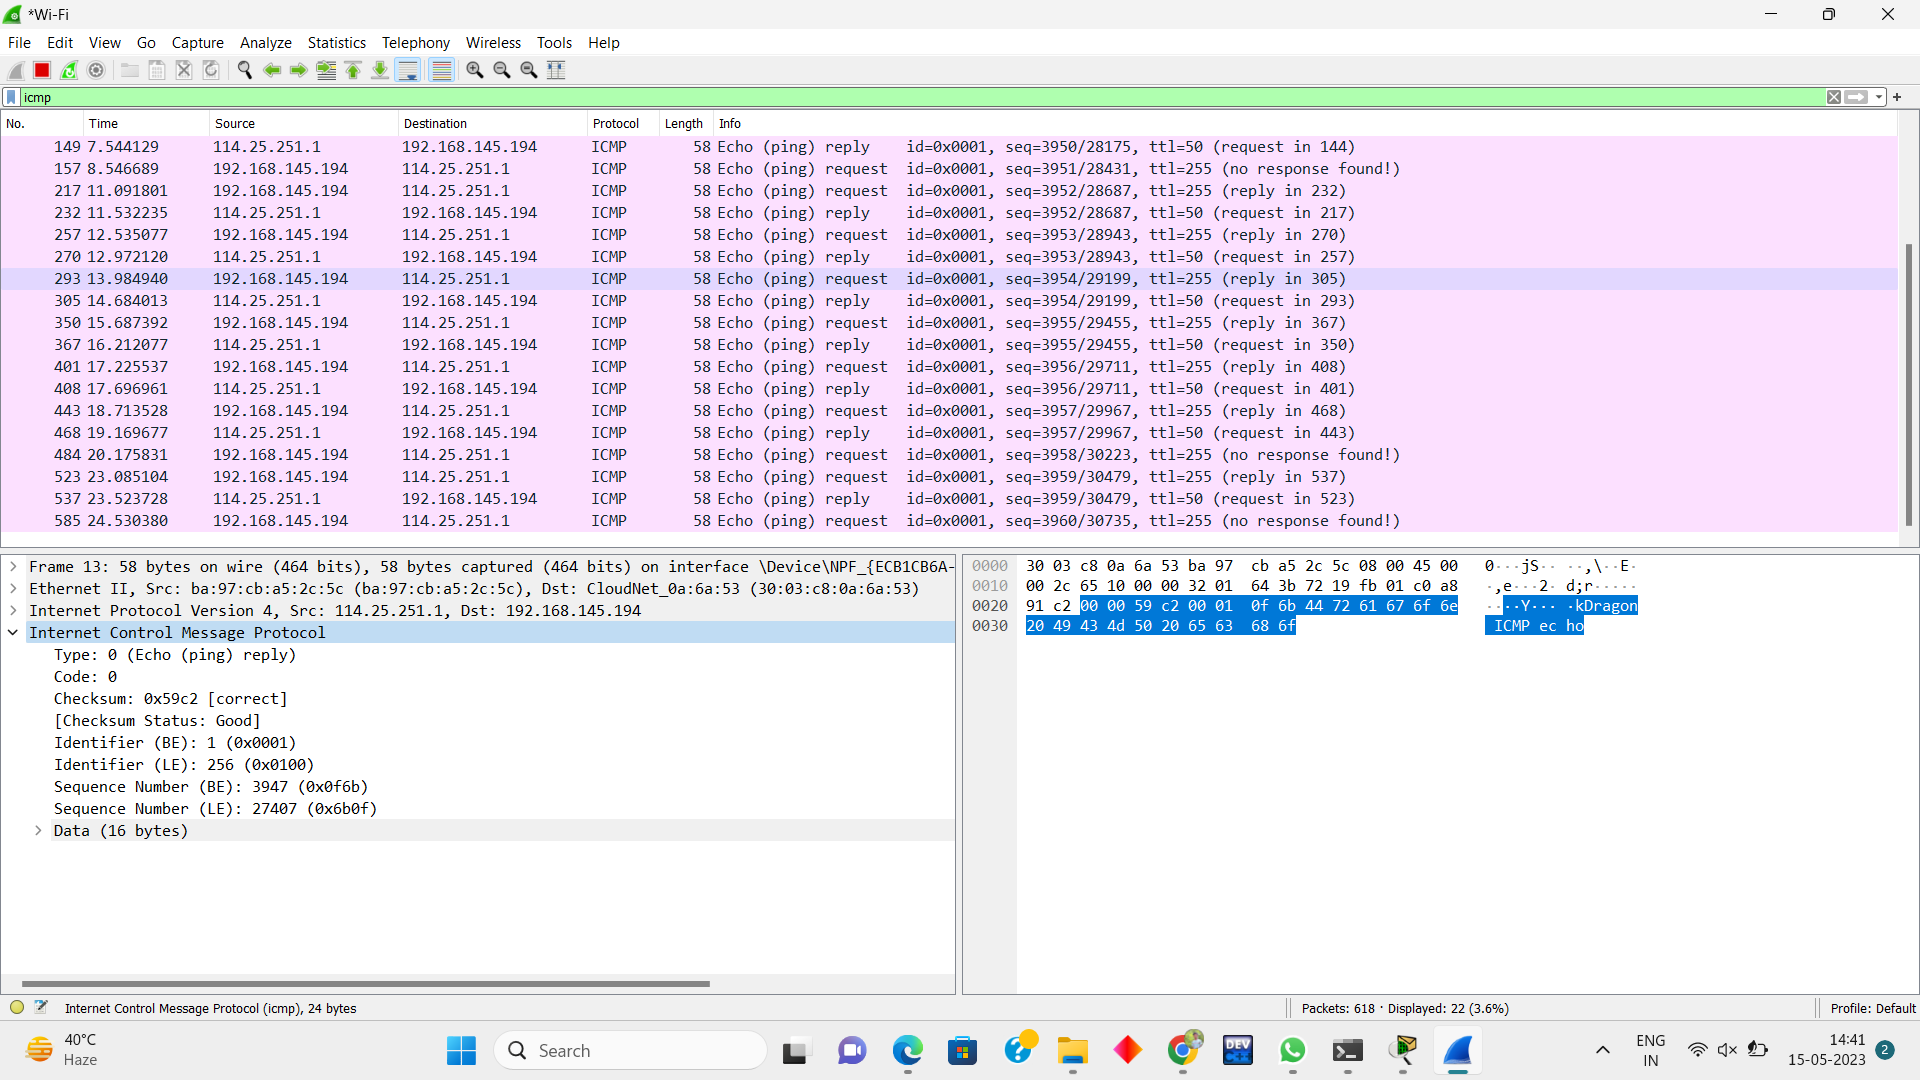 *Wi-Fi
File Edit View Go Capture Analyze Statistics Telephony Wireless Tools Help
icmp
No. Time Source Destination Protocol Length Info
149 7.544129 114.25.251.1 192.168.145.194 ICMP 58 Echo (ping) reply id=0x0001, seq=3950/28175, ttl=50 (request in 144)
157 8.546689 192.168.145.194 114.25.251.1 ICMP 58 Echo (ping) request id=0x0001, seq=3951/28431, ttl=255 (no response found!)
217 11.091801 192.168.145.194 114.25.251.1 ICMP 58 Echo (ping) request id=0x0001, seq=3952/28687, ttl=255 (reply in 232)
232 11.532235 114.25.251.1 192.168.145.194 ICMP 58 Echo (ping) reply id=0x0001, seq=3952/28687, ttl=50 (request in 217)
257 12.535077 192.168.145.194 114.25.251.1 ICMP 58 Echo (ping) request id=0x0001, seq=3953/28943, ttl=255 (reply in 270)
270 12.972120 114.25.251.1 192.168.145.194 ICMP 58 Echo (ping) reply id=0x0001, seq=3953/28943, ttl=50 (request in 257)
293 13.984940 192.168.145.194 114.25.251.1 ICMP 58 Echo (ping) request id=0x0001, seq=3954/29199, ttl=255 (reply in 305)
305 14.684013 114.25.251.1 192.168.145.194 ICMP 58 Echo (ping) reply id=0x0001, seq=3954/29199, ttl=50 (request in 293)
350 15.687392 192.168.145.194 114.25.251.1 ICMP 58 Echo (ping) request id=0x0001, seq=3955/29455, ttl=255 (reply in 367)
367 16.212077 114.25.251.1 192.168.145.194 ICMP 58 Echo (ping) reply id=0x0001, seq=3955/29455, ttl=50 (request in 350)
401 17.225537 192.168.145.194 114.25.251.1 ICMP 58 Echo (ping) request id=0x0001, seq=3956/29711, ttl=255 (reply in 408)
408 17.696961 114.25.251.1 192.168.145.194 ICMP 58 Echo (ping) reply id=0x0001, seq=3956/29711, ttl=50 (request in 401)
443 18.713528 192.168.145.194 114.25.251.1 ICMP 58 Echo (ping) request id=0x0001, seq=3957/29967, ttl=255 (reply in 468)
468 19.169677 114.25.251.1 192.168.145.194 ICMP 58 Echo (ping) reply id=0x0001, seq=3957/29967, ttl=50 (request in 443)
484 20.175831 192.168.145.194 114.25.251.1 ICMP 58 Echo (ping) request id=0x0001, seq=3958/30223, ttl=255 (no response found!)
523 23.085104 192.168.145.194 114.25.251.1 ICMP 58 Echo (ping) request id=0x0001, seq=3959/30479, ttl=255 (reply in 537)
537 23.523728 114.25.251.1 192.168.145.194 ICMP 58 Echo (ping) reply id=0x0001, seq=3959/30479, ttl=50 (request in 523)
585 24.530380 192.168.145.194 114.25.251.1 ICMP 58 Echo (ping) request id=0x0001, seq=3960/30735, ttl=255 (no response found!)
Frame 13: 58 bytes on wire (464 bits), 58 bytes captured (464 bits) on interface \Device\NPF_{ECB1CB6A-
Ethernet II, Src: ba:97:cb:a5:2c:5c (ba:97:cb:a5:2c:5c), Dst: CloudNet_0a:6a:53 (30:03:c8:0a:6a:53)
Internet Protocol Version 4, Src: 114.25.251.1, Dst: 192.168.145.194
Internet Control Message Protocol
Type: 0 (Echo (ping) reply)
Code: 0
Checksum: 0x59c2 [correct]
[Checksum Status: Good]
Identifier (BE): 1 (0x0001)
Identifier (LE): 256 (0x0100)
Sequence Number (BE): 3947 (0x0f6b)
Sequence Number (LE): 27407 (0x6b0f)
Data (16 bytes)
0000 30 03 c8 0a 6a 53 ba 97 cb a5 2c 5c 08 00 45 00 0···jS·· ··,\··E·
0010 00 2c 65 10 00 00 32 01 64 3b 72 19 fb 01 c0 a8 ·,e···2· d;r·····
0020 91 c2 00 00 59 c2 00 01 0f 6b 44 72 61 67 6f 6e ····Y··· ·kDragon
0030 20 49 43 4d 50 20 65 63 68 6f ICMP ec ho
Internet Control Message Protocol (icmp), 24 bytes
Packets: 618 · Displayed: 22 (3.6%)
Profile: Default
40°C
Haze
Search
DEV
ENG
IN
14:41
15-05-2023
2